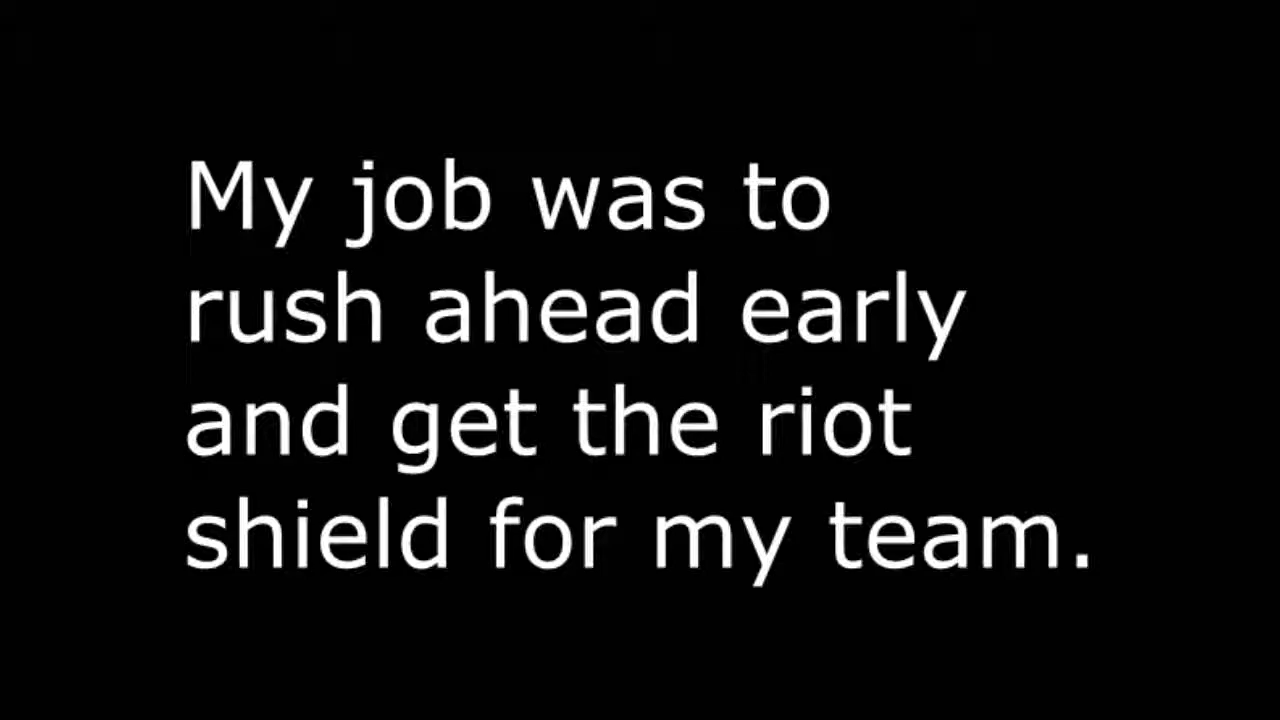 My job was to
rush ahead early
and get the riot
shield for my team.